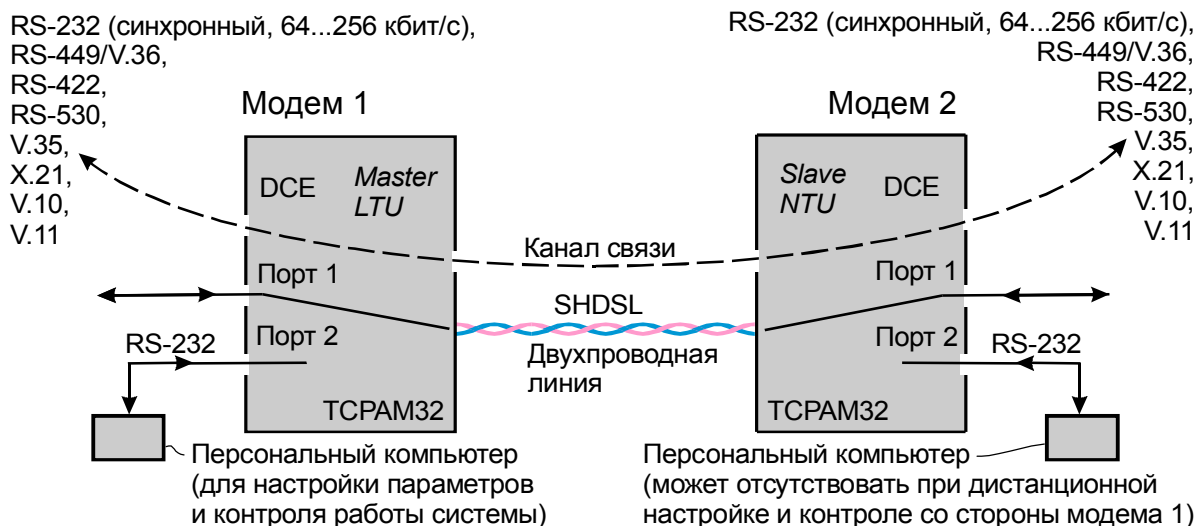 RS-232 (синхронный, 64...256 кбит/с),
RS-449/V.36,
RS-422,
RS-530,
V.35,
X.21,
V.10,
V.11
RS-232 (синхронный, 64...256 кбит/с),
RS-449/V.36,
RS-422,
RS-530,
V.35,
X.21,
V.10,
V.11
Модем 1
DCE
Master
LTU
Порт 1
Порт 2
TCPAM32
Модем 2
Slave
NTU
DCE
Порт 1
Порт 2
TCPAM32
Канал связи
SHDSL
Двухпроводная
линия
RS-232
RS-232
Персональный компьютер
(для настройки параметров
и контроля работы системы)
Персональный компьютер
(может отсутствовать при дистанционной
настройке и контроле со стороны модема 1)